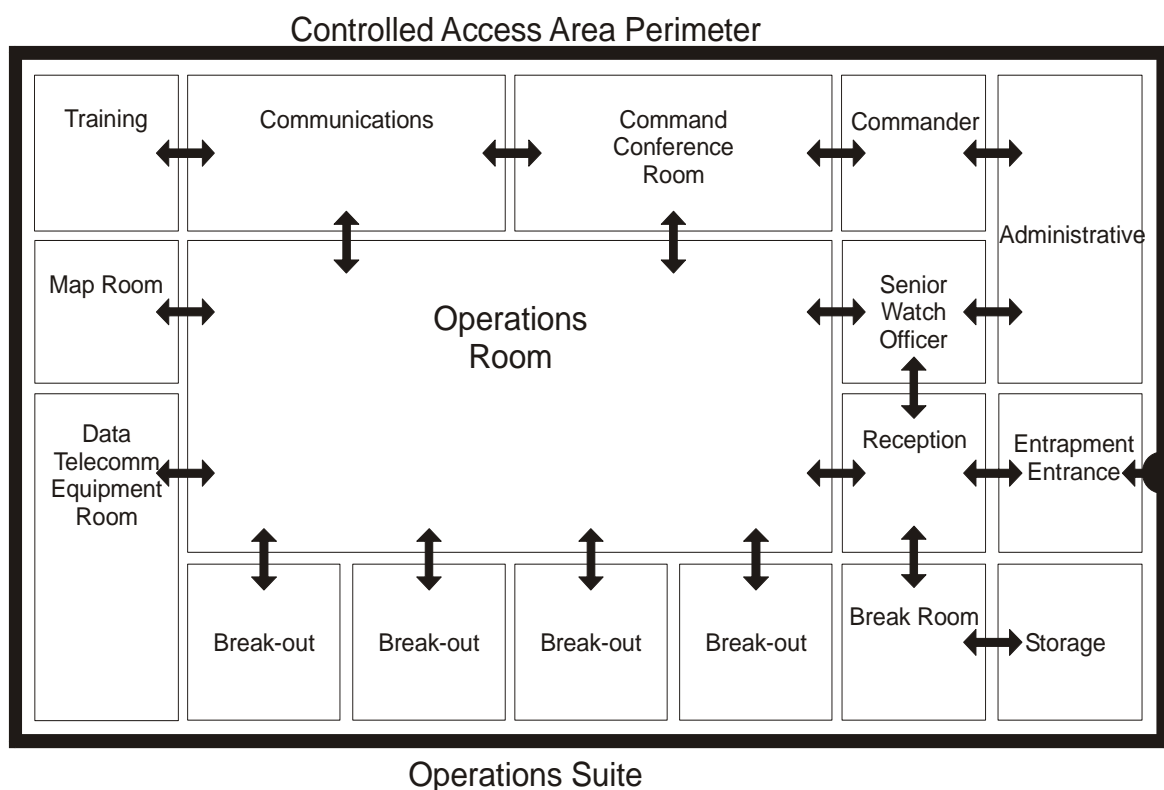 Controlled Access Area Perimeter
Training
Communications
Command
Conference
Room
Commander
Administrative
Map Room
Operations
Room
Senior
Watch
Officer
Data
Telecomm
Equipment
Room
Reception
Entrapment
Entrance
Break-out
Break-out
Break-out
Break-out
Break Room
Storage
Operations Suite